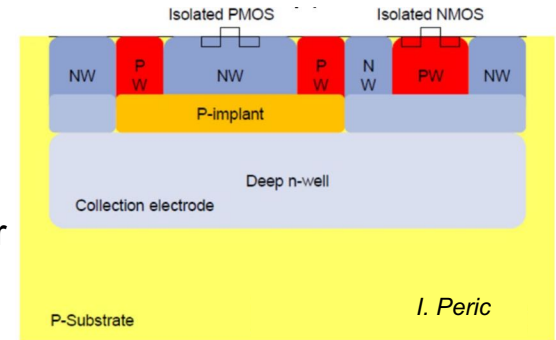 Isolated PMOS Isolated NMOS
NW P W NW P W N W PW NW
P-implant
Deep n-well
Collection electrode
r
I. Peric
P-Substrate